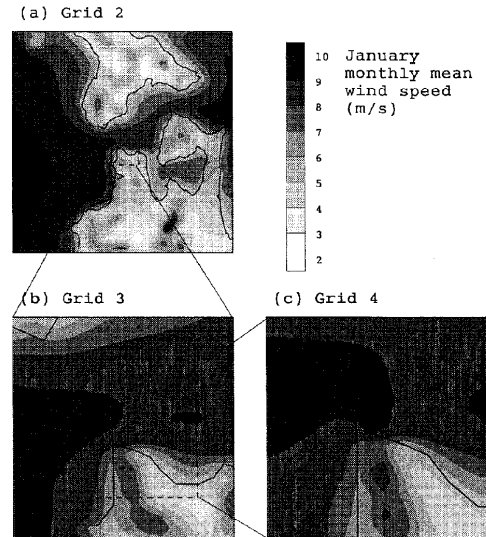 (a) Grid 2
10
9
8
7
6
5
4
3
2
January
monthly mean
wind speed
(m/s)
(b) Grid 3
(c) Grid 4